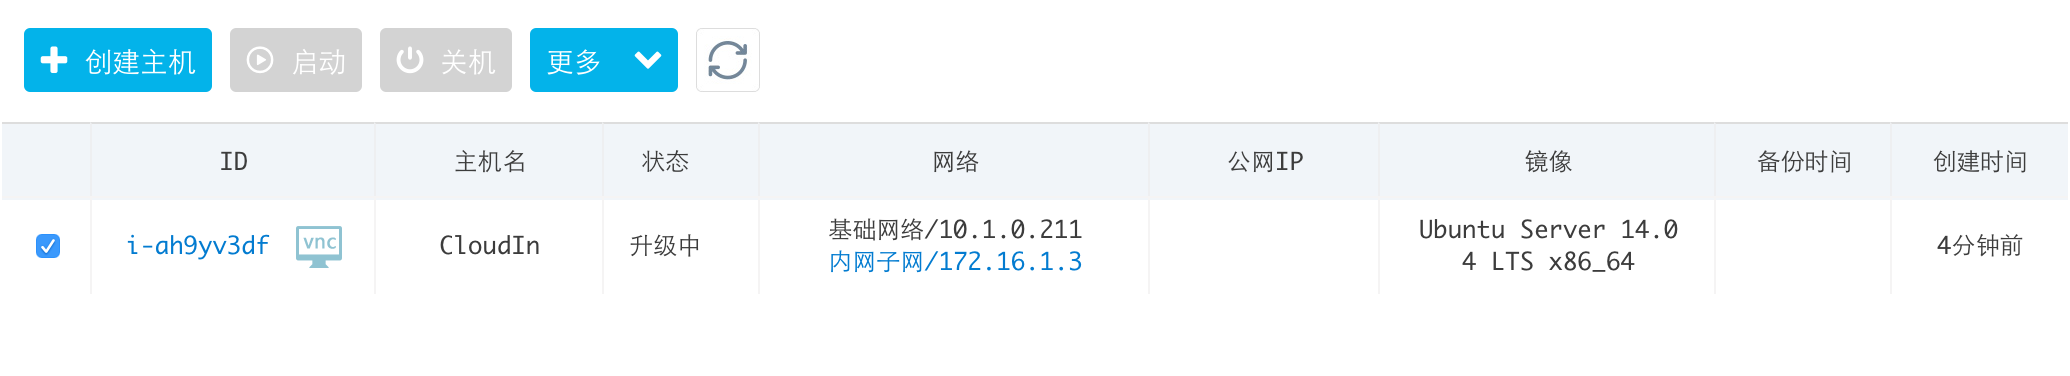 创建主机 启动 关机 更多
ID 主机名 状态 网络 公网IP 镜像 备份时间 创建时间
i-ah9yv3df vnc CloudIn 升级中 基础网络/10.1.0.211 Ubuntu Server 14.0 4分钟前
内网子网/172.16.1.3 4 LTS x86_64